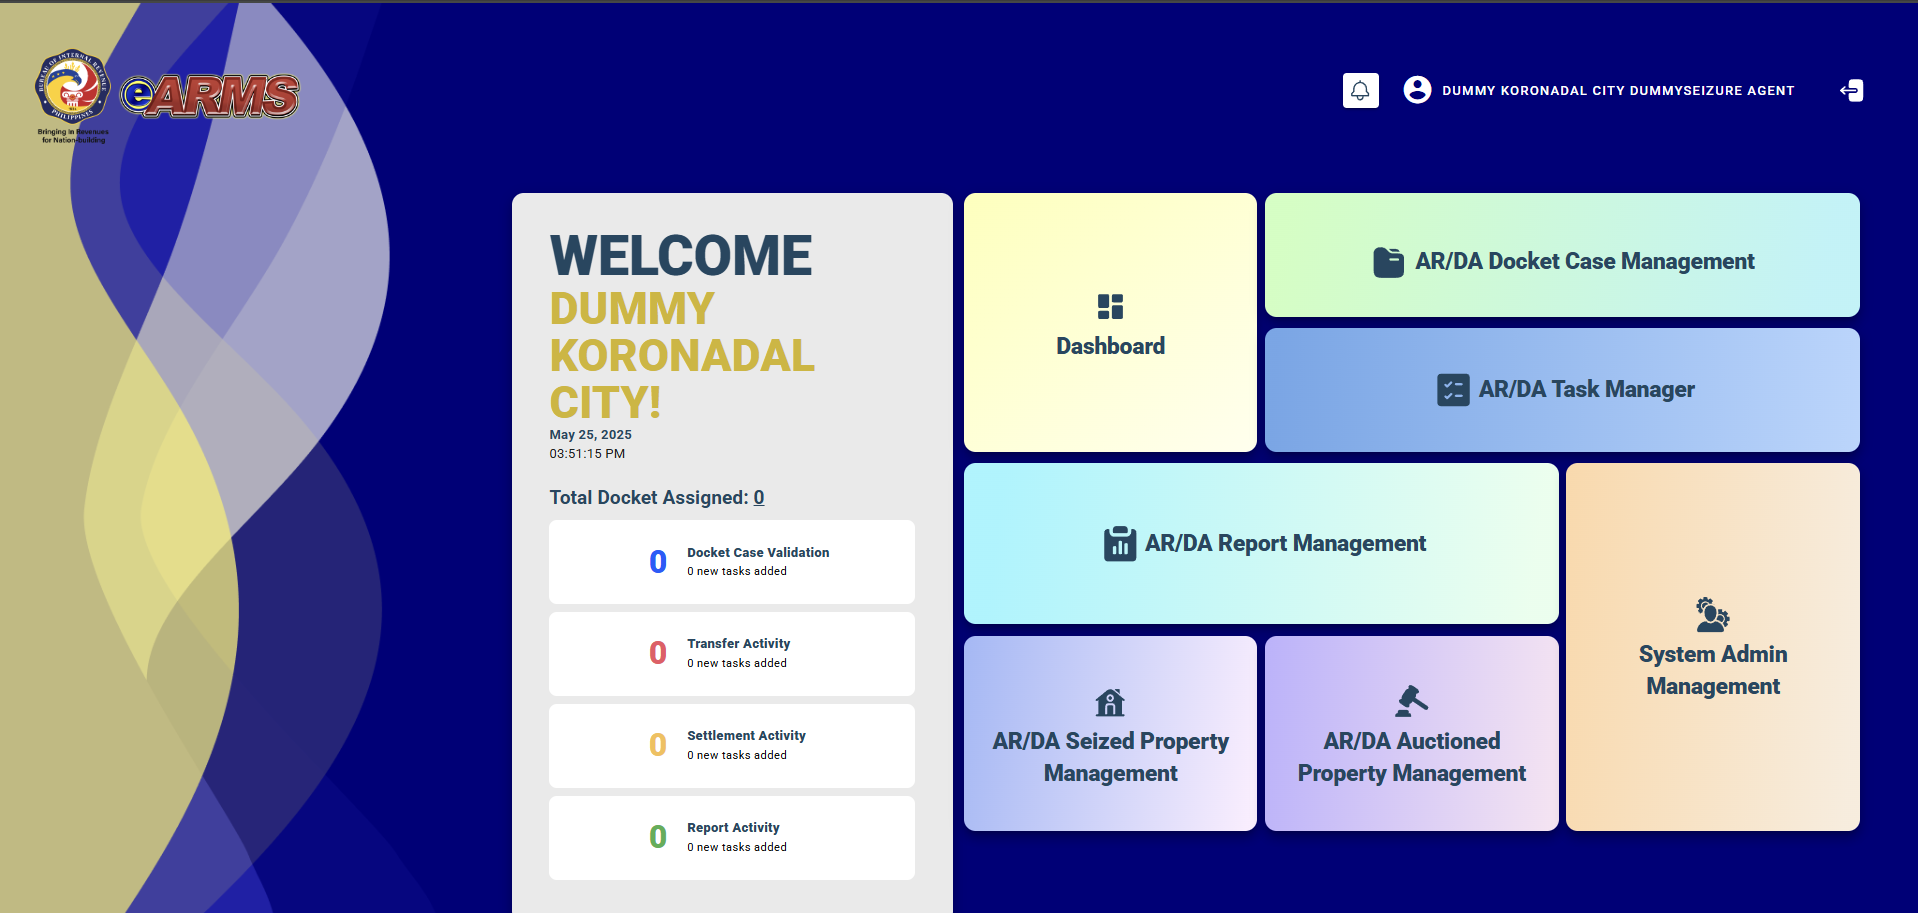 BUREAU OF INTERNAL REVENUE
PHILIPPINES
Bringing in Revenues
for Nation-building
eARMS
DUMMY KORONADAL CITY DUMMYSEIZURE AGENT
WELCOME
DUMMY
KORONADAL
CITY!
May 25, 2025
03:51:15 PM
Total Docket Assigned: 0
0
Docket Case Validation
0 new tasks added
0
Transfer Activity
0 new tasks added
0
Settlement Activity
0 new tasks added
0
Report Activity
0 new tasks added
Dashboard
AR/DA Docket Case Management
AR/DA Task Manager
AR/DA Report Management
AR/DA Seized Property
Management
AR/DA Auctioned
Property Management
System Admin
Management